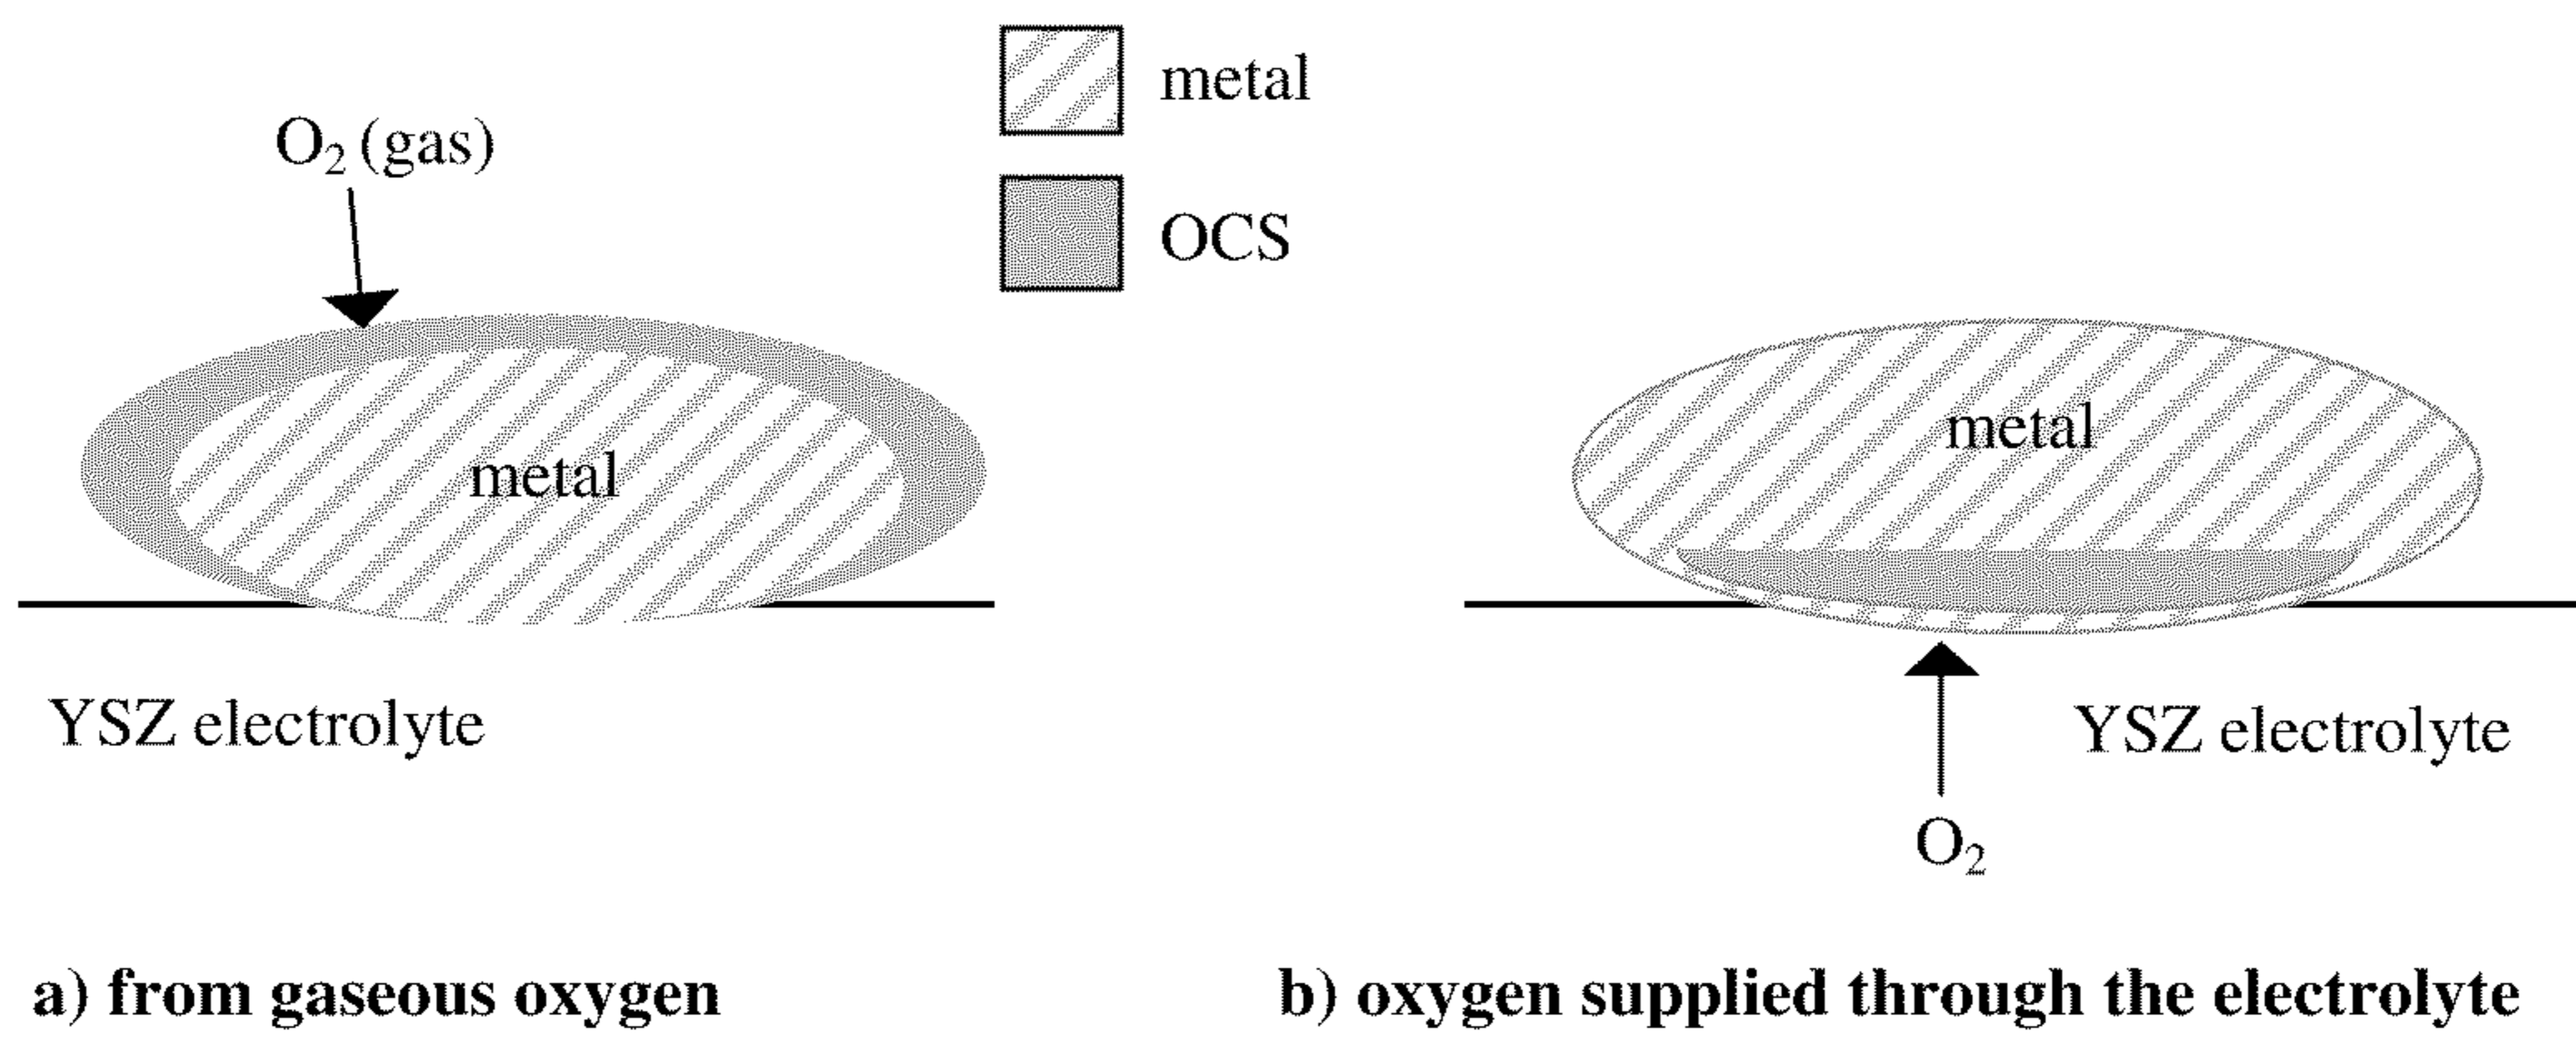 metal
O₂ (gas)
OCS
metal
metal
YSZ electrolyte
YSZ electrolyte
O₂
a) from gaseous oxygen
b) oxygen supplied through the electrolyte